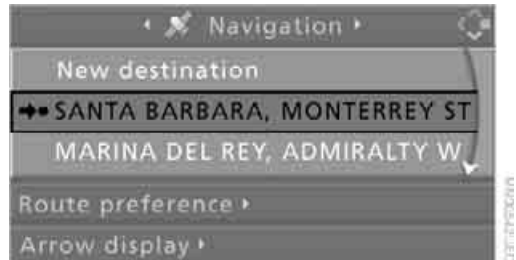 Navigation
New destination
SANTA BARBARA, MONTERREY ST
MARINA DEL REY, ADMIRALTY W
Route preference
Arrow display